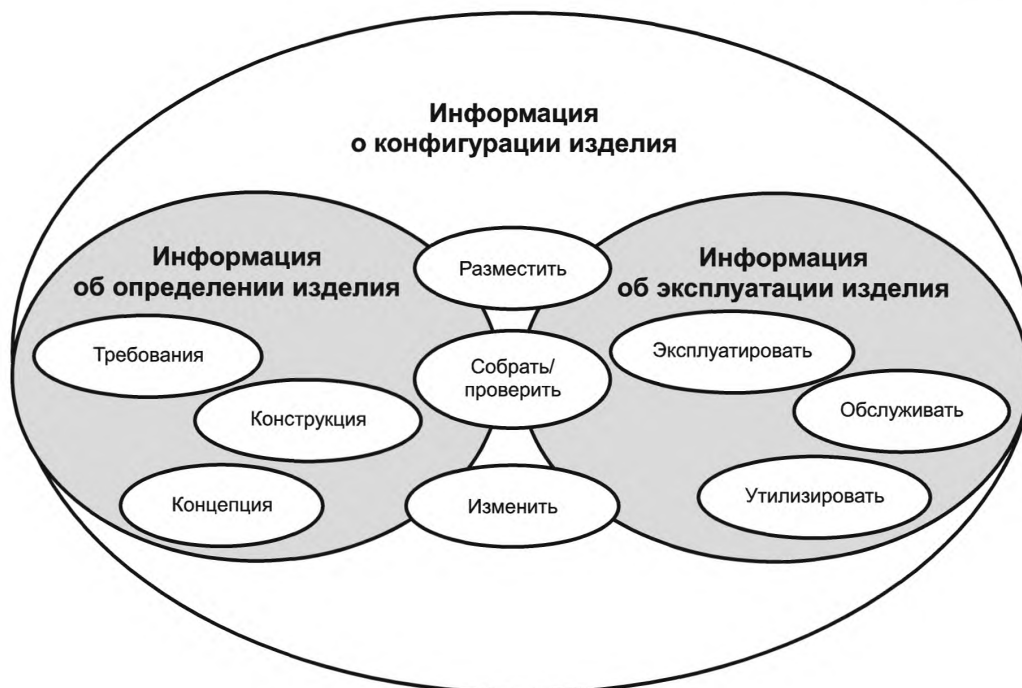 Информация
о конфигурации изделия
Информация
об определении изделия
Разместить
Информация
об эксплуатации изделия
Требования
Собрать/
проверить
Эксплуатировать
Конструкция
Обслуживать
Концепция
Изменить
Утилизировать